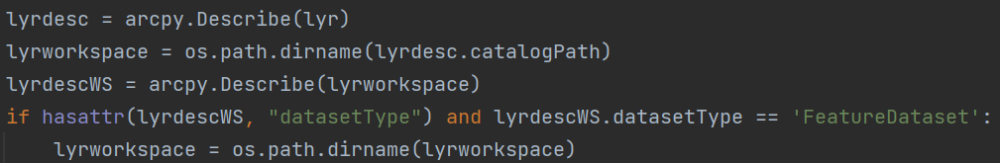 lyrdesc = arcpy.Describe(lyr)
lyrworkspace = os.path.dirname(lyrdesc.catalogPath)
lyrdescWS = arcpy.Describe(lyrworkspace)
if hasattr(lyrdescWS, "datasetType") and lyrdescWS.datasetType == 'FeatureDataset':
    lyrworkspace = os.path.dirname(lyrworkspace)